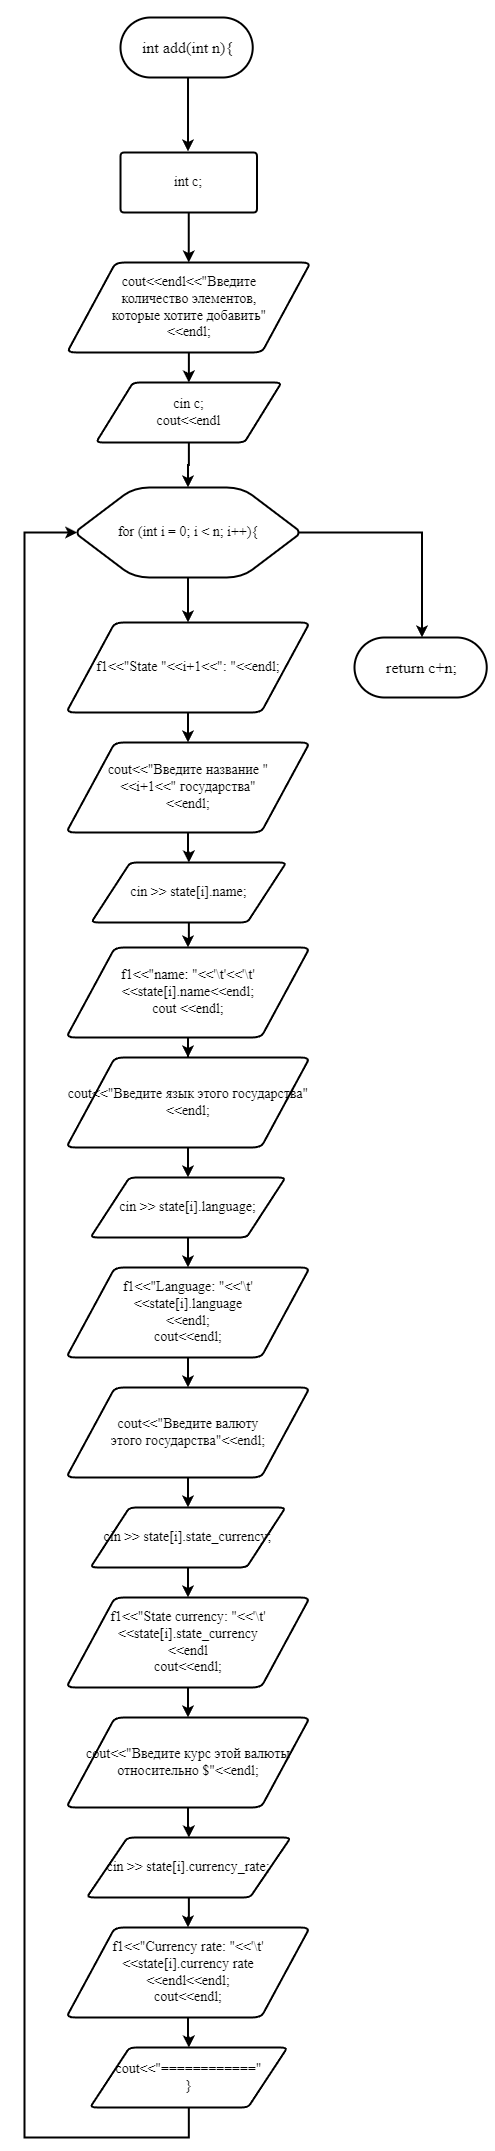 int add(int n){
int c;
cout<<endl<<"Введите
количество элементов,
которые хотите добавить"
<<endl;
cin c;
cout<<endl
for (int i = 0; i < n; i++){
return c+n;
f1<<"State "<<i+1<<": "<<endl;
cout<<"Введите название "
<<i+1<<" государства"
<<endl;
cin >> state[i].name;
f1<<"name: "<<'\t'<<'\t'
<<state[i].name<<endl;
cout <<endl;
cout<<"Введите язык этого государства"
<<endl;
cin >> state[i].language;
f1<<"Language: "<<'\t'
<<state[i].language
<<endl;
cout<<endl;
cout<<"Введите валюту
этого государства"<<endl;
cin >> state[i].state_currency;
f1<<"State currency: "<<'\t'
<<state[i].state_currency
<<endl
cout<<endl;
cout<<"Введите курс этой валюты
относительно $"<<endl;
cin >> state[i].currency_rate;
f1<<"Currency rate: "<<'\t'
<<state[i].currency rate
<<endl<<endl;
cout<<endl;
cout<<"============"
}